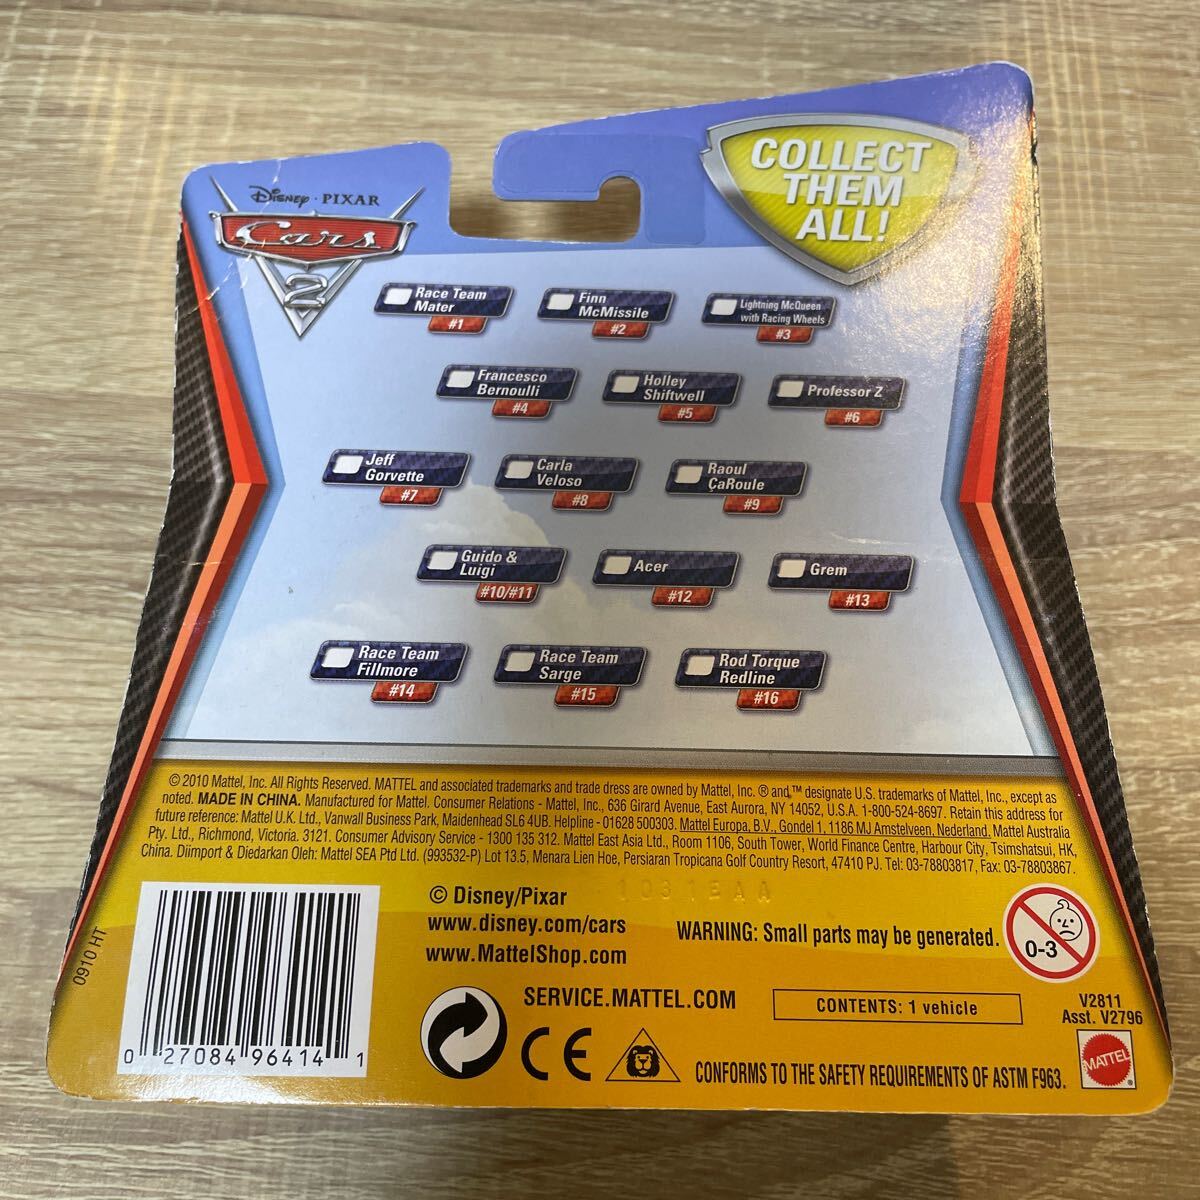 DISNEY · PIXAR
Cars
2
COLLECT
THEM
ALL!
Race Team
Mater
#1
Finn
McMissile
#2
Lightning McQueen
with Racing Wheels
#3
Francesco
Bernoulli
#4
Holley
Shiftwell
#5
Professor Z
#6
Jeff
Gorvette
#7
Carla
Veloso
#8
Raoul
ÇaRoule
#9
Guido &
Luigi
#10/#11
Acer
#12
Grem
#13
Race Team
Fillmore
#14
Race Team
Sarge
#15
Rod Torque
Redline
#16
© 2010 Mattel, Inc. All Rights Reserved. MATTEL and associated trademarks and trade dress are owned by Mattel, Inc. ® and ™ designate U.S. trademarks of Mattel, Inc., except as
noted. MADE IN CHINA. Manufactured for Mattel. Consumer Relations - Mattel, Inc., 636 Girard Avenue, East Aurora, NY 14052, U.S.A. 1-800-524-8697. Retain this address for
future reference: Mattel U.K. Ltd., Vanwall Business Park, Maidenhead SL6 4UB. Helpline - 01628 500303. Mattel Europa, B.V., Gondel 1, 1186 MJ Amstelveen, Nederland. Mattel Australia
Pty. Ltd., Richmond, Victoria. 3121. Consumer Advisory Service - 1300 135 312. Mattel East Asia Ltd., Room 1106, South Tower, World Finance Centre, Harbour City, Tsimshatsui, HK,
China. Diimport & Diedarkan Oleh: Mattel SEA Ptd Ltd. (993532-P) Lot 13.5, Menara Lien Hoe, Persiaran Tropicana Golf Country Resort, 47410 PJ. Tel: 03-78803817, Fax: 03-78803867.
0910 HT
0 27084 96414 1
© Disney/Pixar
www.disney.com/cars
www.MattelShop.com
1031EAA
WARNING: Small parts may be generated.
0-3
SERVICE.MATTEL.COM
CONTENTS: 1 vehicle
V2811
Asst. V2796
CE
CONFORMS TO THE SAFETY REQUIREMENTS OF ASTM F963.
MATTEL